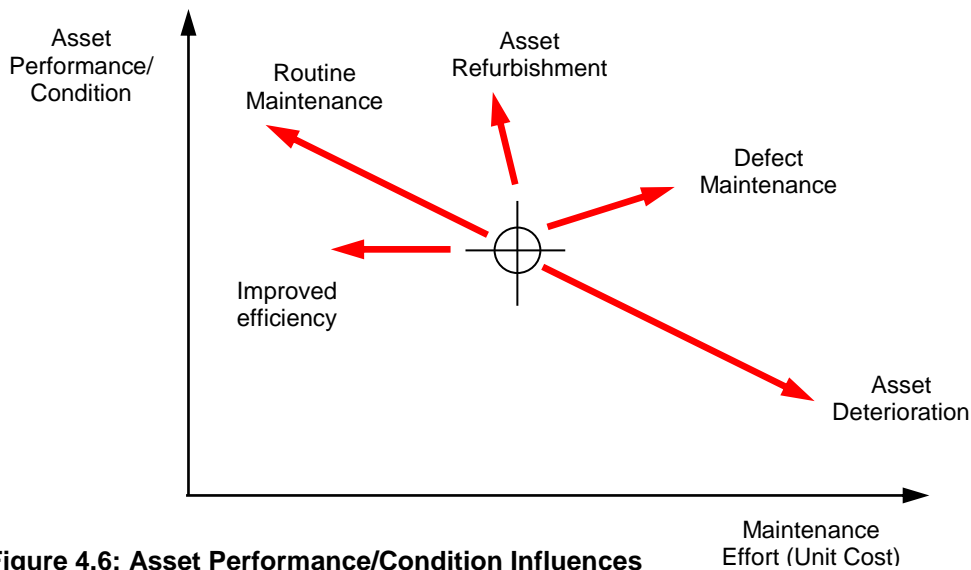 Asset
Performance/
Condition
Asset
Refurbishment
Routine
Maintenance
Defect
Maintenance
Improved
efficiency
Asset
Deterioration
Maintenance
Effort (Unit Cost)
Figure 4.6: Asset Performance/Condition Influences